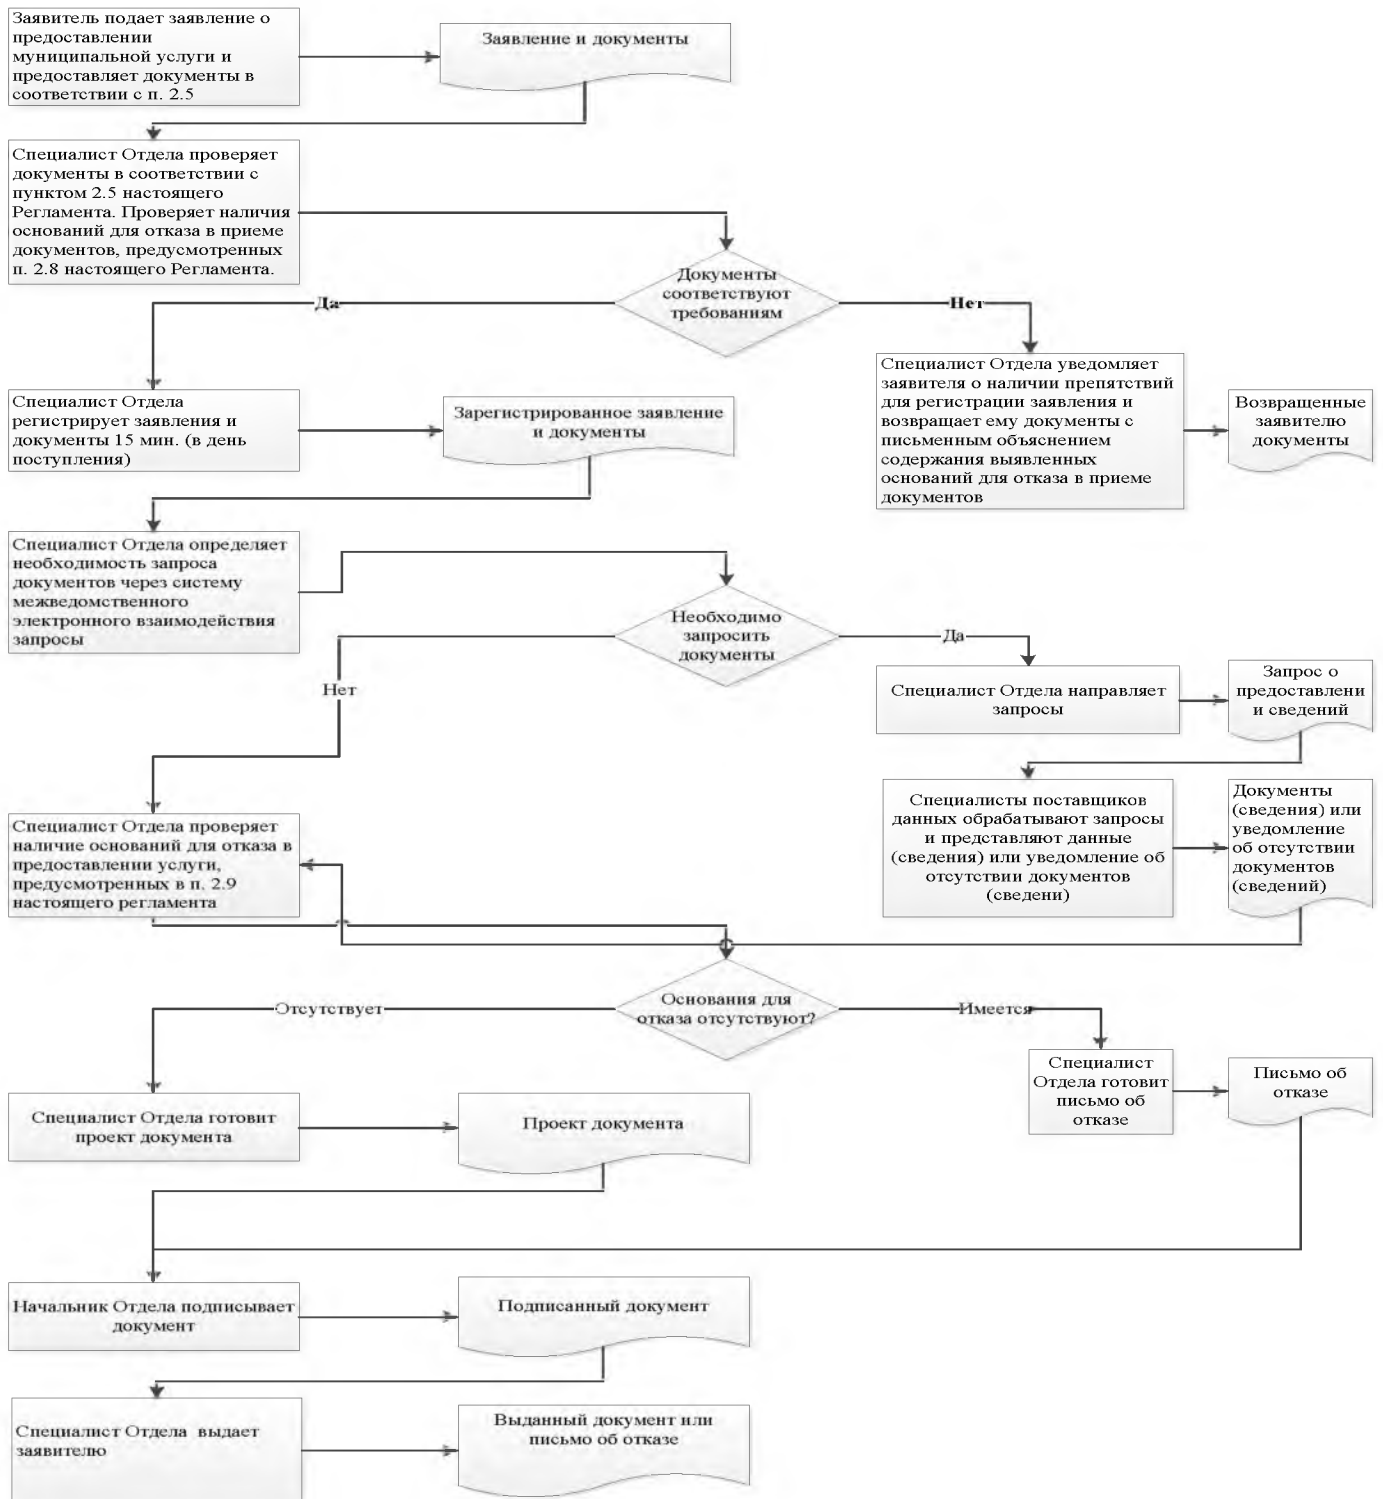 Заявитель подает заявление о
предоставлении
муниципальной услуги и
предоставляет документы в
соответствии с п. 2.5
Заявление и документы
Специалист Отдела проверяет
документы в соответствии с
пунктом 2.5 настоящего
Регламента. Проверяет наличия
оснований для отказа в приеме
документов, предусмотренных
п. 2.8 настоящего Регламента.
Документы
соответствуют
требованиям
Да
Нет
Специалист Отдела
регистрирует заявления и
документы 15 мин. (в день
поступления)
Зарегистрированное заявление
и документы
Специалист Отдела уведомляет
заявителя о наличии препятствий
для регистрации заявления и
возвращает ему документы с
письменным объяснением
содержания выявленных
оснований для отказа в приеме
документов
Возвращенные
заявителю
документы
Специалист Отдела определяет
необходимость запроса
документов через систему
межведомственного
электронного взаимодействия
запросы
Необходимо
запросить
документы
Да
Нет
Специалист Отдела направляет
запросы
Запрос о
предоставлени
и сведений
Специалисты поставщиков
данных обрабатывают запросы
и представляют данные
(сведения) или уведомление об
отсутствии документов
(сведени)
Документы
(сведения) или
уведомление
об отсутствии
документов
(сведений)
Специалист Отдела проверяет
наличие оснований для отказа в
предоставлении услуги,
предусмотренных в п. 2.9
настоящего регламента
Основания для
отказа отсутствуют?
Отсутствует
Имеется
Специалист
Отдела готовит
письмо об
отказе
Письмо об
отказе
Специалист Отдела готовит
проект документа
Проект документа
Начальник Отдела подписывает
документ
Подписанный документ
Специалист Отдела  выдает
заявителю
Выданный документ или
письмо об отказе